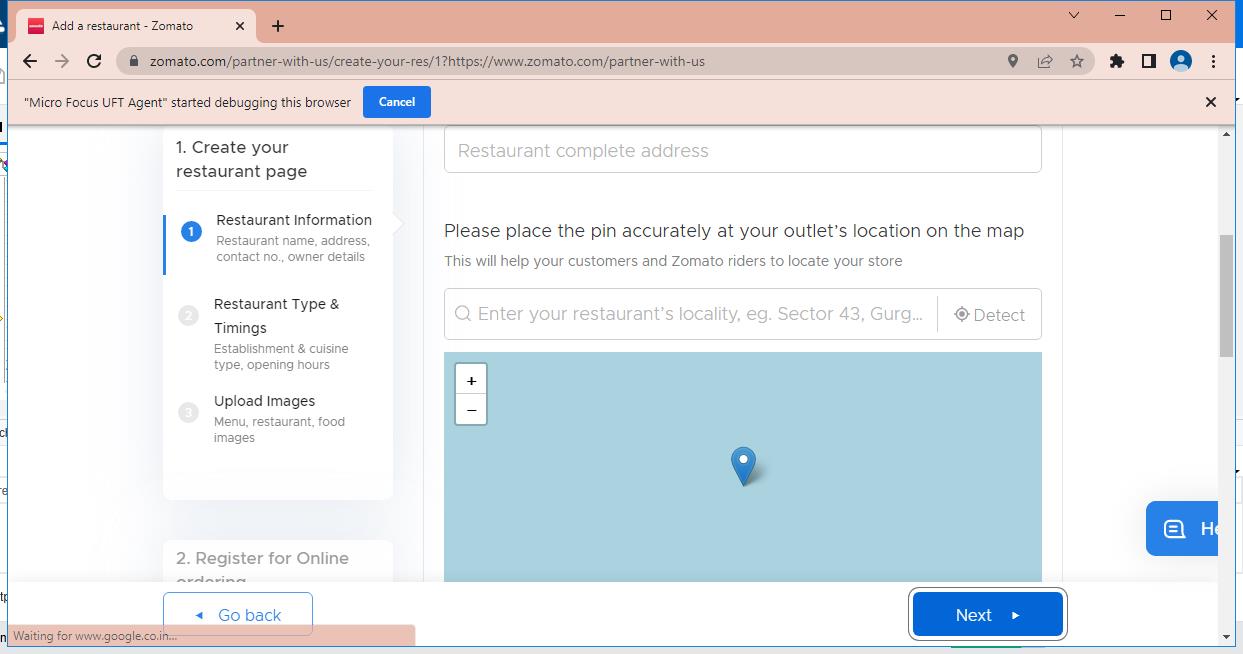 Add a restaurant - Zomato
zomato.com/partner-with-us/create-your-res/1?https://www.zomato.com/partner-with-us
"Micro Focus UFT Agent" started debugging this browser
Cancel
1. Create your
restaurant page
1
Restaurant Information
Restaurant name, address,
contact no., owner details
2
Restaurant Type &
Timings
Establishment & cuisine
type, opening hours
3
Upload Images
Menu, restaurant, food
images
2. Register for Online
ordering
Restaurant complete address
Please place the pin accurately at your outlet’s location on the map
This will help your customers and Zomato riders to locate your store
Enter your restaurant’s locality, eg. Sector 43, Gurg...
Detect
+
−
He
Go back
Next
Waiting for www.google.co.in...